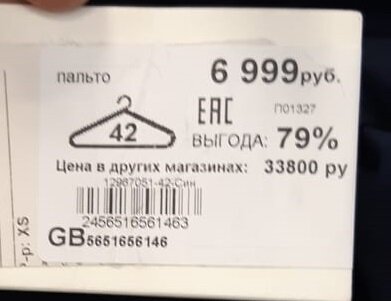 пальто 6 999руб.
ЕАС П01327
42
ВЫГОДА: 79%
Цена в других магазинах: 33800 ру
12987051-42-Син
2456516561463
GB5651656146
р-р: XS